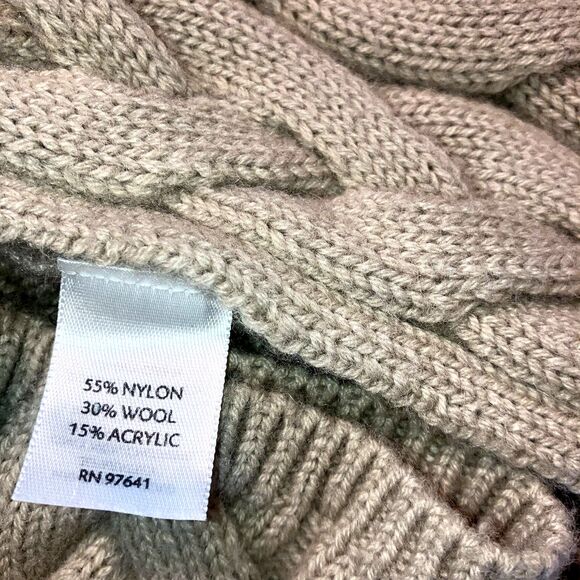 55% NYLON
30% WOOL
15% ACRYLIC
RN 97641